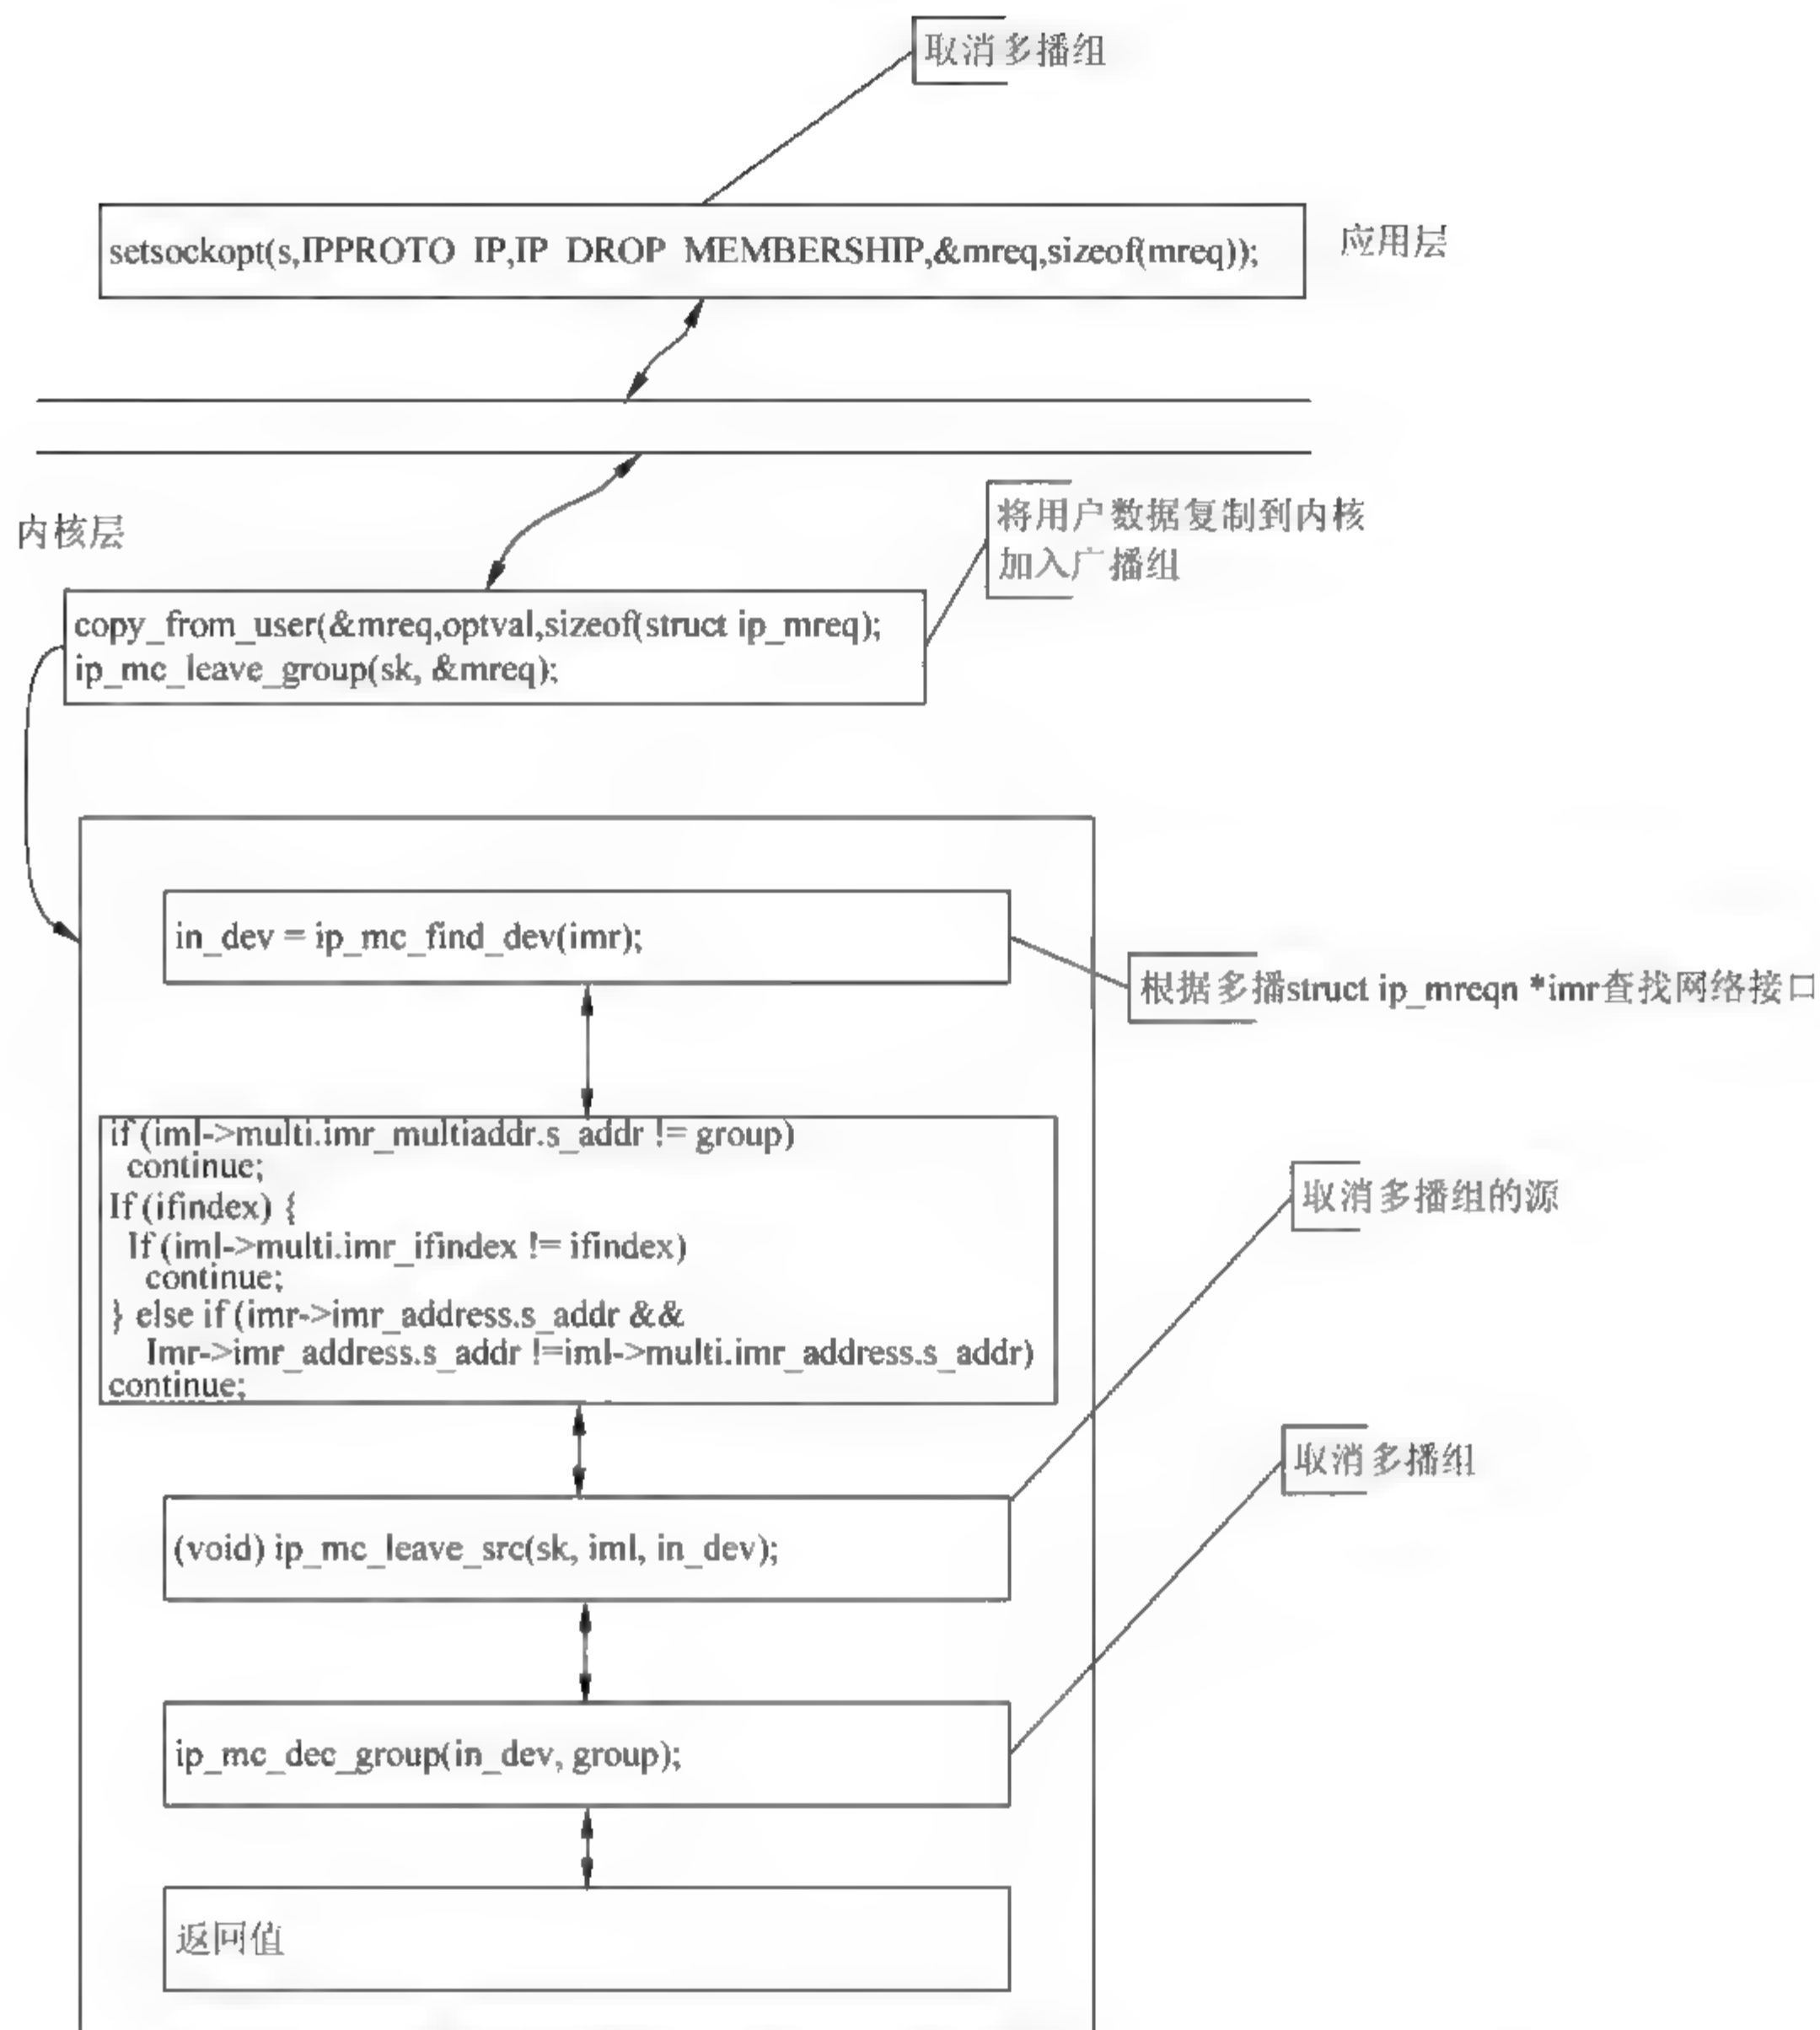 取消多播组
setsockopt(s,IPPROTO IP,IP DROP MEMBERSHIP,&mreq,sizeof(mreq));
应用层
内核层
将用户数据复制到内核
加入广播组
copy_from_user(&mreq,optval,sizeof(struct ip_mreq);
ip_mc_leave_group(sk, &mreq);
in_dev = ip_mc_find_dev(imr);
根据多播struct ip_mreqn *imr查找网络接口
if (iml->multi.imr_multiaddr.s_addr != group)
continue;
If (ifindex) {
If (iml->multi.imr_ifindex != ifindex)
continue;
} else if (imr->imr_address.s_addr &&
Imr->imr_address.s_addr !=iml->multi.imr_address.s_addr)
continue;
取消多播组的源
(void) ip_mc_leave_src(sk, iml, in_dev);
取消多播组
ip_mc_dec_group(in_dev, group);
返回值